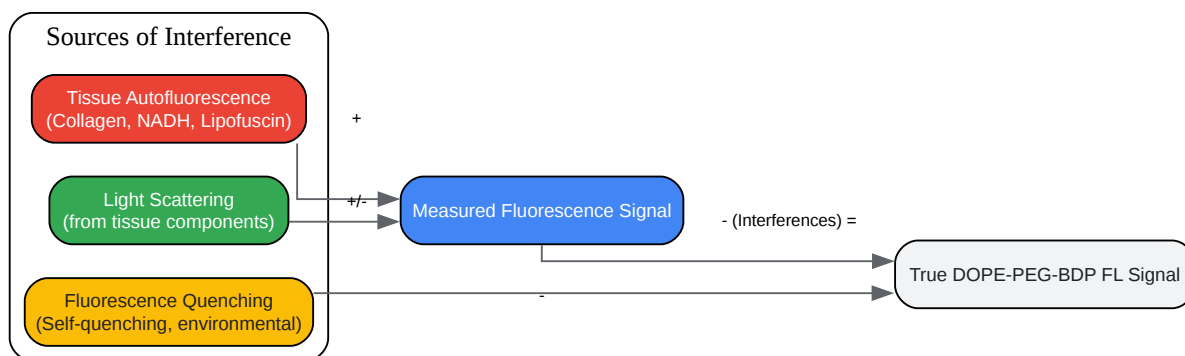 Sources of Interference
Tissue Autofluorescence
(Collagen, NADH, Lipofuscin)
+
Light Scattering
(from tissue components)
+/-
Measured Fluorescence Signal
- (Interferences) =
True DOPE-PEG-BDP FL Signal
Fluorescence Quenching
(Self-quenching, environmental)
-